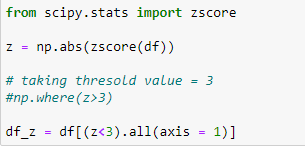 from scipy.stats import zscore
z = np.abs(zscore(df))
# taking thresold value = 3
#np.where(z>3)
df_z = df[(z<3).all(axis = 1)]